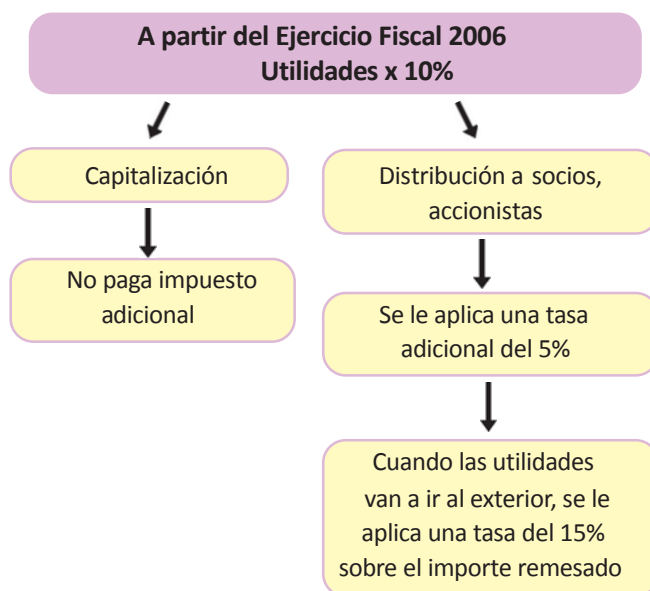 A partir del Ejercicio Fiscal 2006
Utilidades x 10%
Capitalización
No paga impuesto
adicional
Distribución a socios,
accionistas
Se le aplica una tasa
adicional del 5%
Cuando las utilidades
van a ir al exterior, se le
aplica una tasa del 15%
sobre el importe remesado